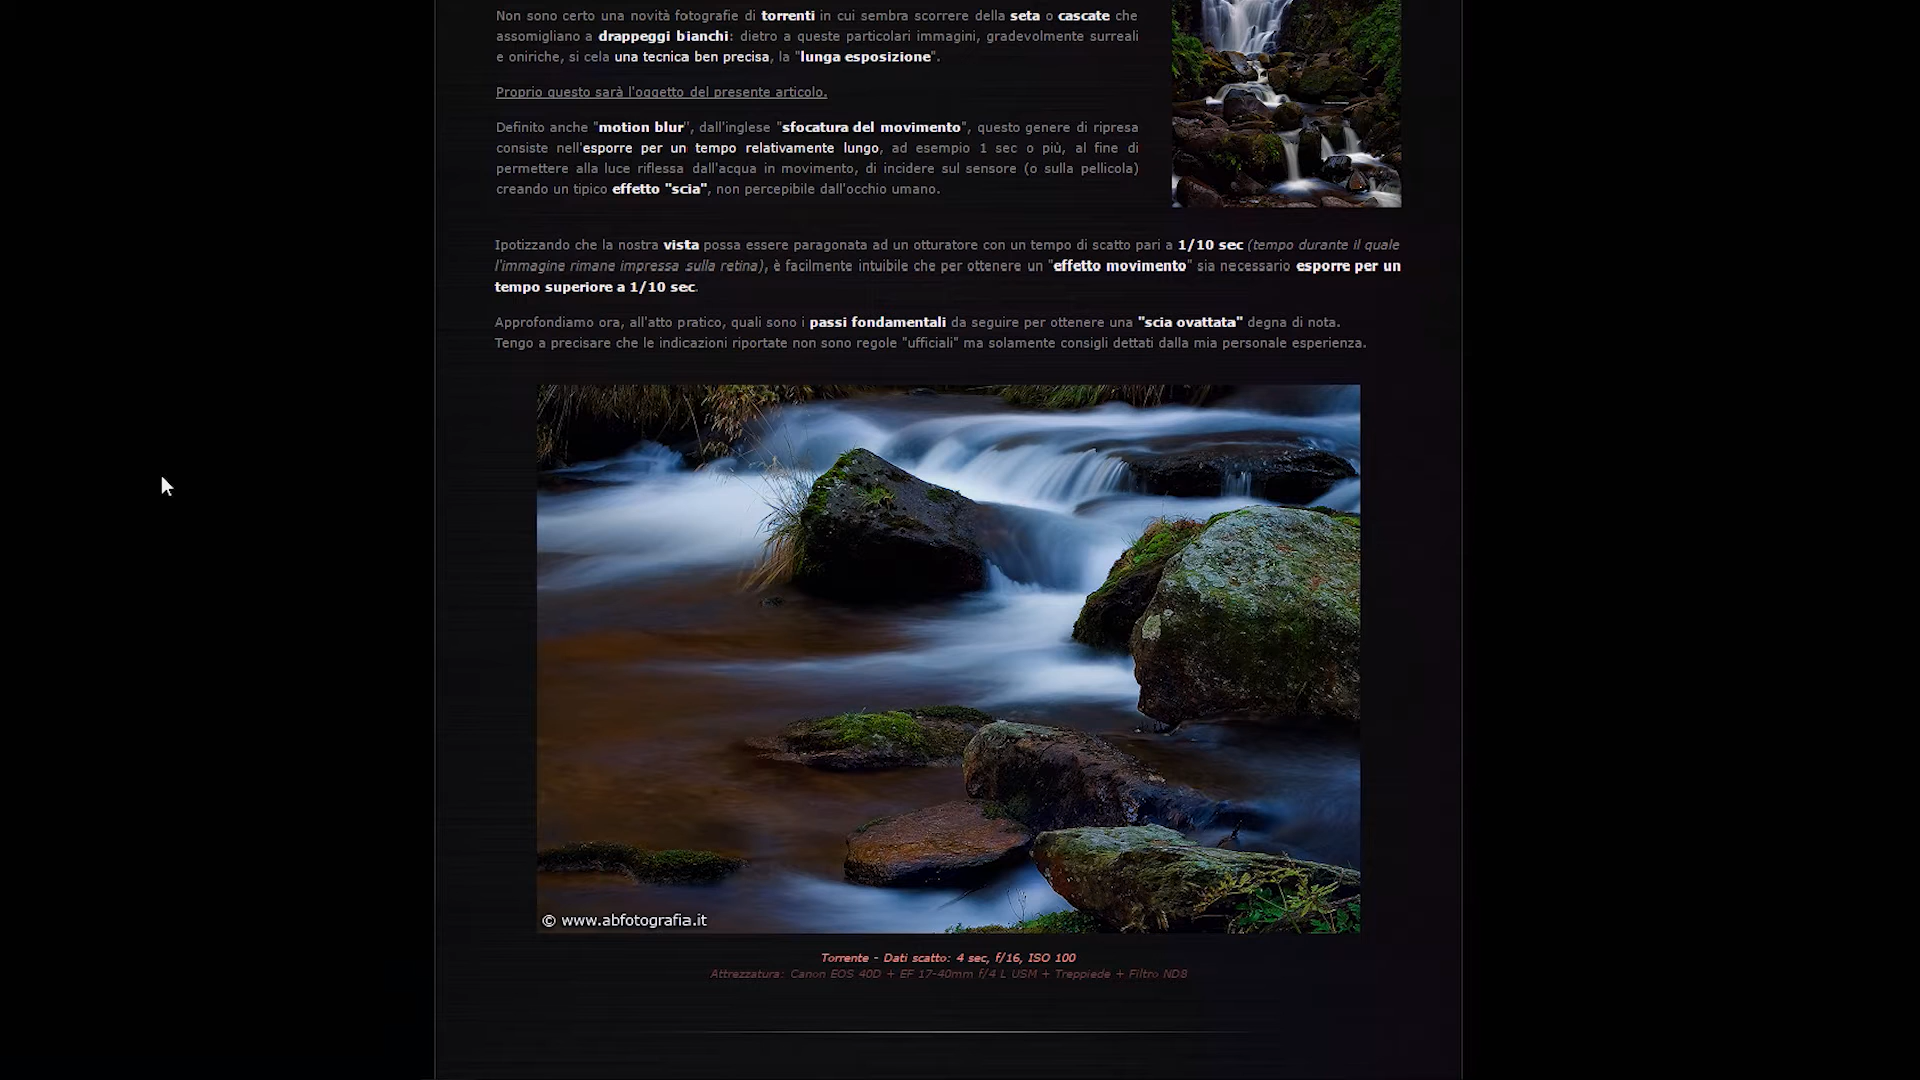 Non sono certo una novità fotografie di torrenti in cui sembra scorrere della seta o cascate che
assomigliano a drappeggi bianchi: dietro a queste particolari immagini, gradevolmente surreali
e oniriche, si cela una tecnica ben precisa, la "lunga esposizione".
Proprio questo sarà l'oggetto del presente articolo.
Definito anche "motion blur", dall'inglese "sfocatura del movimento", questo genere di ripresa
consiste nell'esporre per un tempo relativamente lungo, ad esempio 1 sec o più, al fine di
permettere alla luce riflessa dall'acqua in movimento, di incidere sul sensore (o sulla pellicola)
creando un tipico effetto "scia", non percepibile dall'occhio umano.
Ipotizzando che la nostra vista possa essere paragonata ad un otturatore con un tempo di scatto pari a 1/10 sec (tempo durante il quale
l'immagine rimane impressa sulla retina), è facilmente intuibile che per ottenere un "effetto movimento" sia necessario esporre per un
tempo superiore a 1/10 sec.
Approfondiamo ora, all'atto pratico, quali sono i passi fondamentali da seguire per ottenere una "scia ovattata" degna di nota.
Tengo a precisare che le indicazioni riportate non sono regole "ufficiali" ma solamente consigli dettati dalla mia personale esperienza.
© www.abfotografia.it
Torrente - Dati scatto: 4 sec, f/16, ISO 100
Attrezzatura: Canon EOS 40D + EF 17-40mm f/4 L USM + Treppiede + Filtro ND8